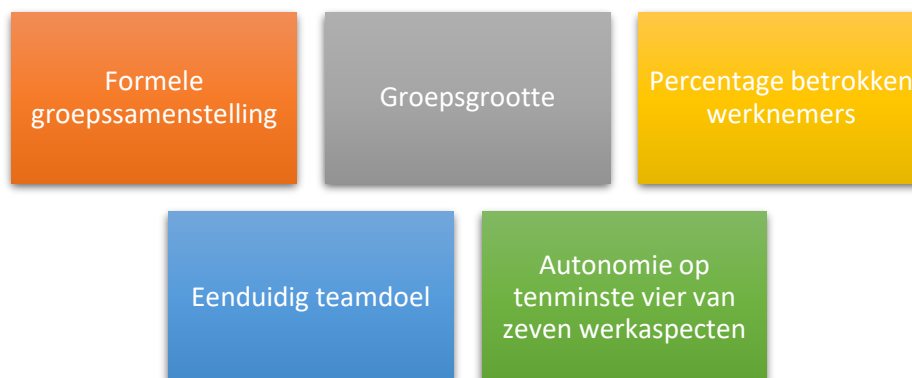 Formele
groepssamenstelling
Groepsgrootte
Percentage betrokken
werknemers
Eenduidig teamdoel
Autonomie op
tenminste vier van
zeven werkaspecten